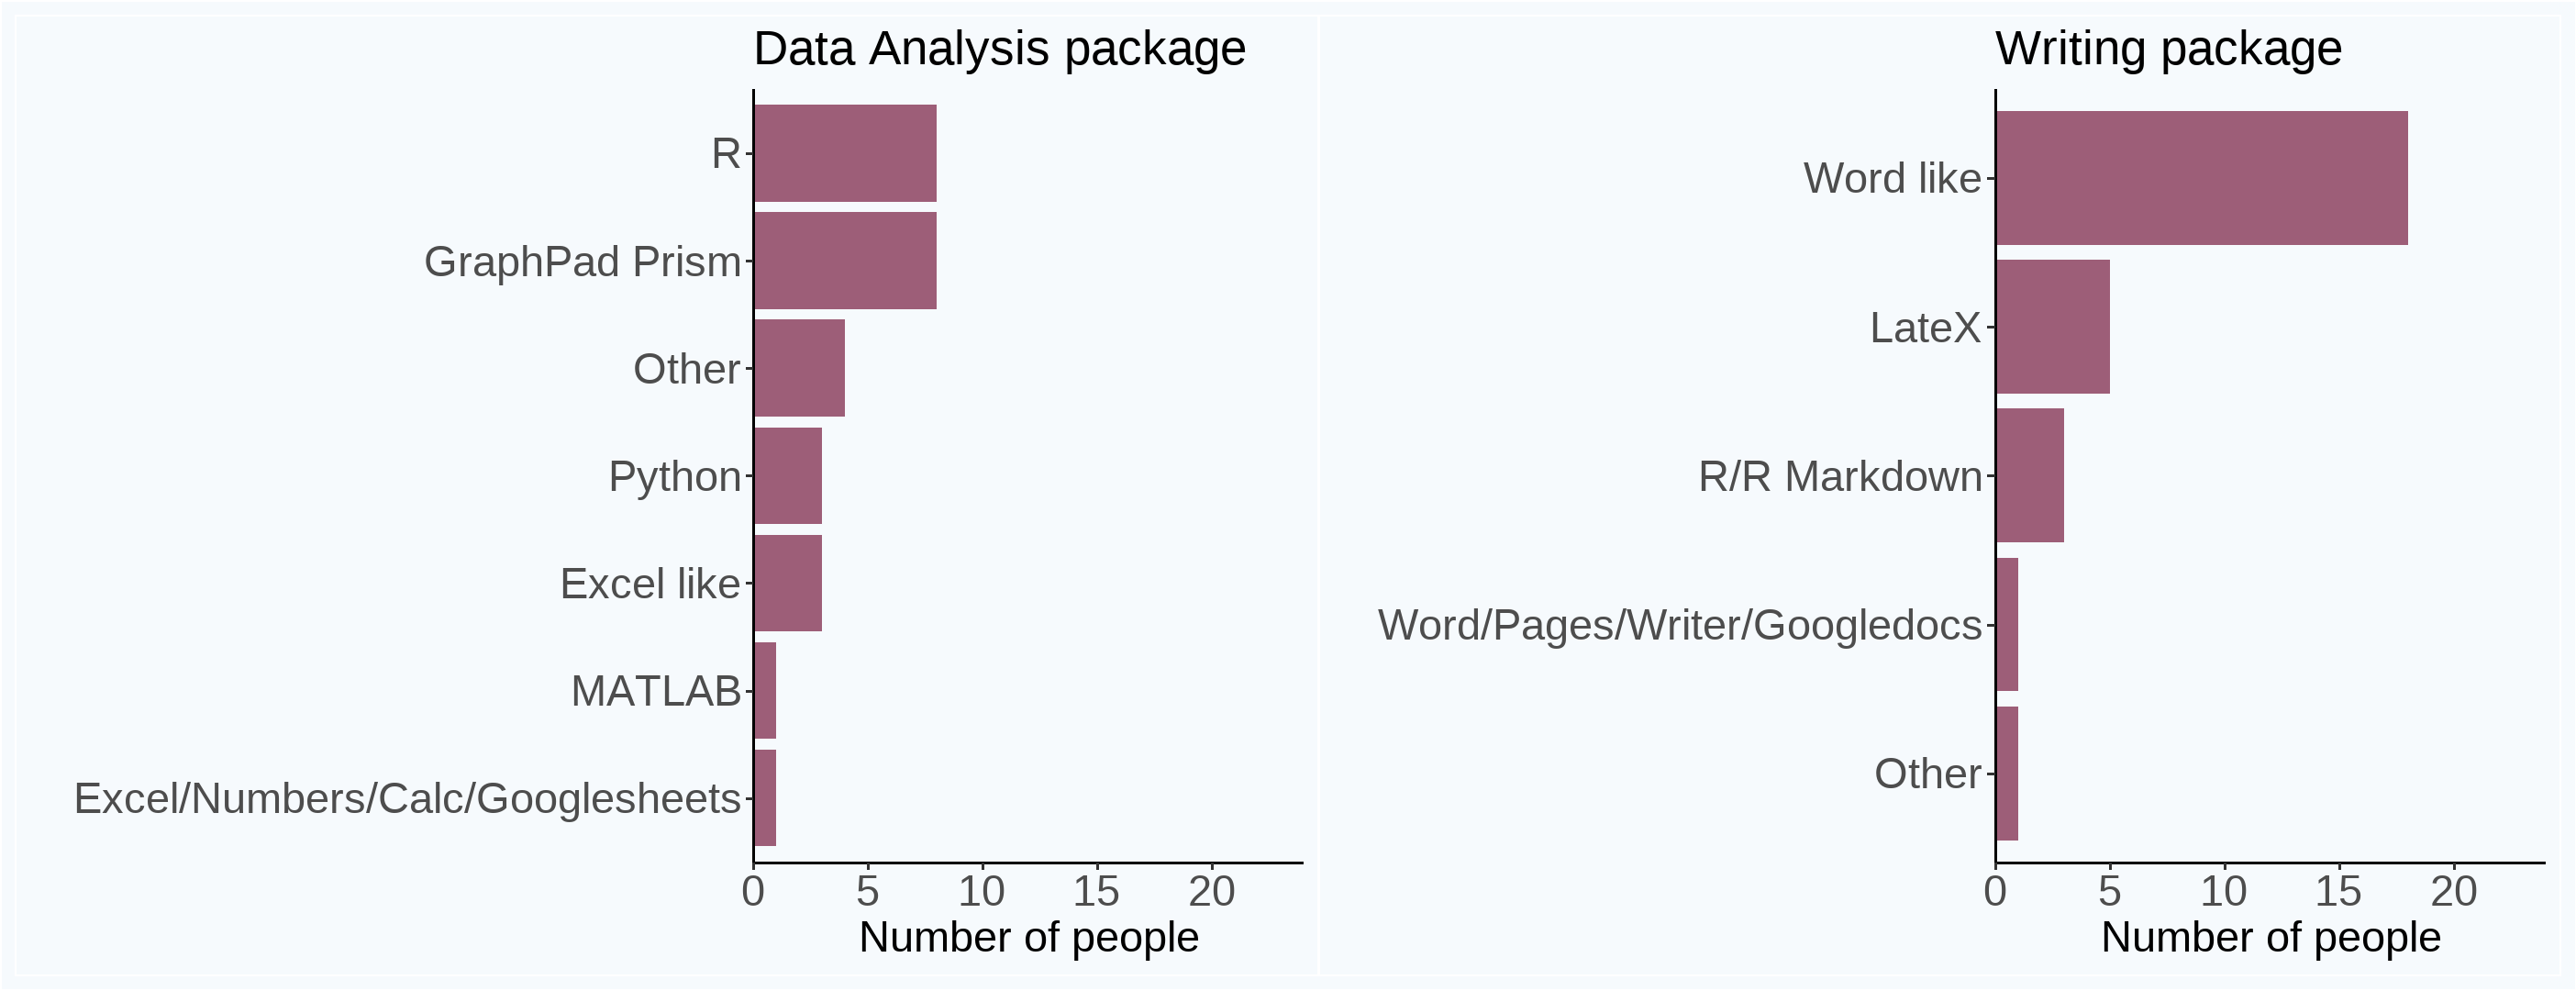 Data Analysis package
R
GraphPad Prism
Other
Python
Excel like
MATLAB
Excel/Numbers/Calc/Googlesheets
0 5 10 15 20
Number of people
Writing package
Word like
LateX
R/R Markdown
Word/Pages/Writer/Googledocs
Other
0 5 10 15 20
Number of people